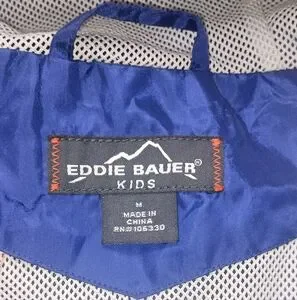 EDDIE BAUER®
KIDS
M
MADE IN
CHINA
RN#106330